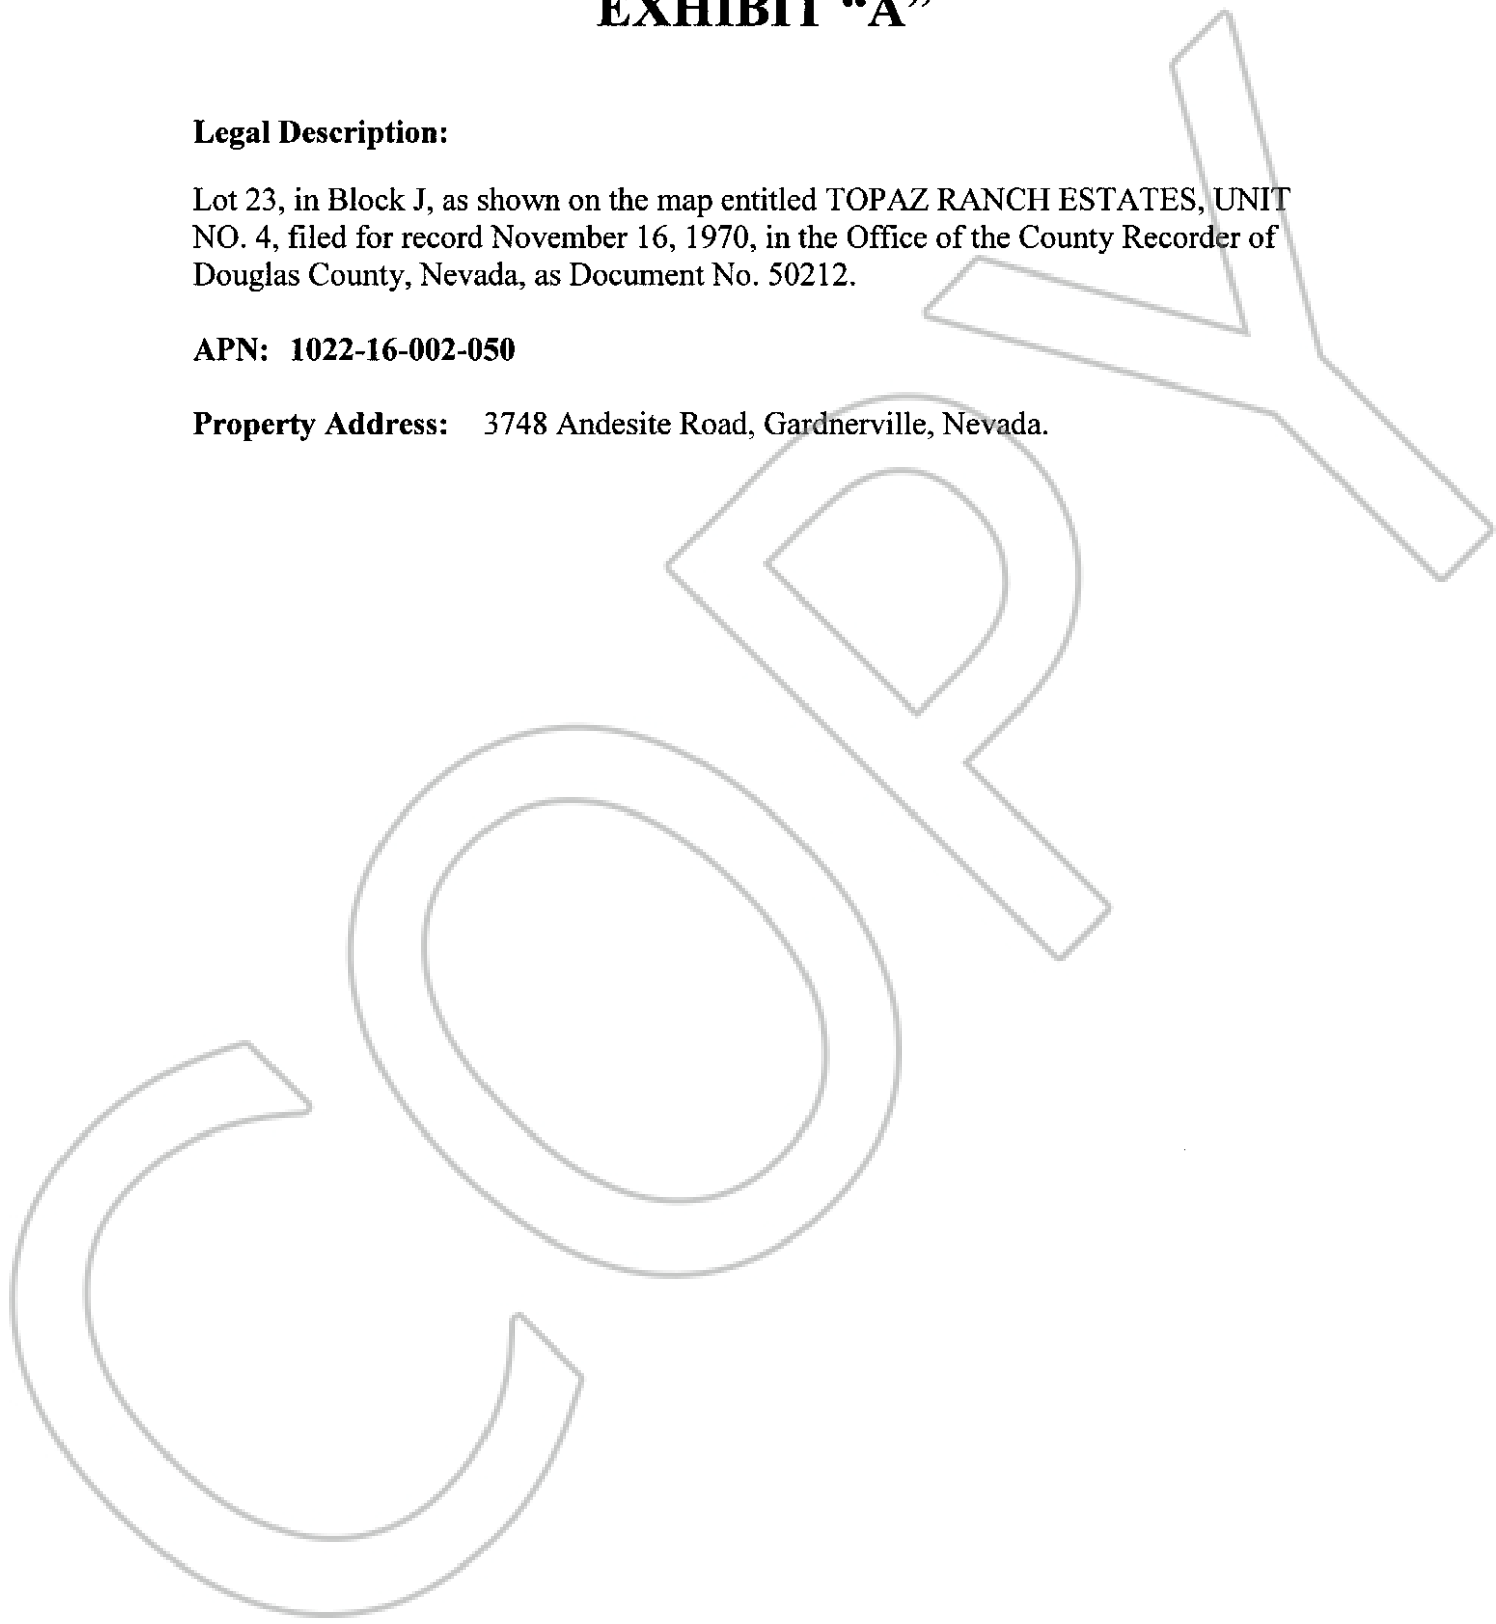 EXHIBIT “A”
Legal Description:
Lot 23, in Block J, as shown on the map entitled TOPAZ RANCH ESTATES, UNIT
NO. 4, filed for record November 16, 1970, in the Office of the County Recorder of
Douglas County, Nevada, as Document No. 50212.
APN: 1022-16-002-050
Property Address: 3748 Andesite Road, Gardnerville, Nevada.
COPY